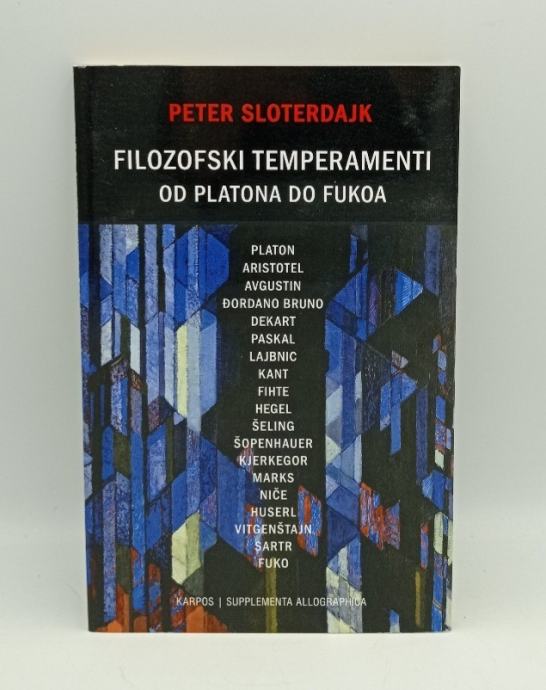 PETER SLOTERDAJK
FILOZOFSKI TEMPERAMENTI
OD PLATONA DO FUKOA
PLATON
ARISTOTEL
AVGUSTIN
ĐORDANO BRUNO
DEKART
PASKAL
LAJBNIC
KANT
FIHTE
HEGEL
ŠELING
ŠOPENHAUER
KJERKEGOR
MARKS
NIČE
HUSERL
VITGENŠTAJN
SARTR
FUKO
KARPOS | SUPPLEMENTA ALLOGRAPHICA